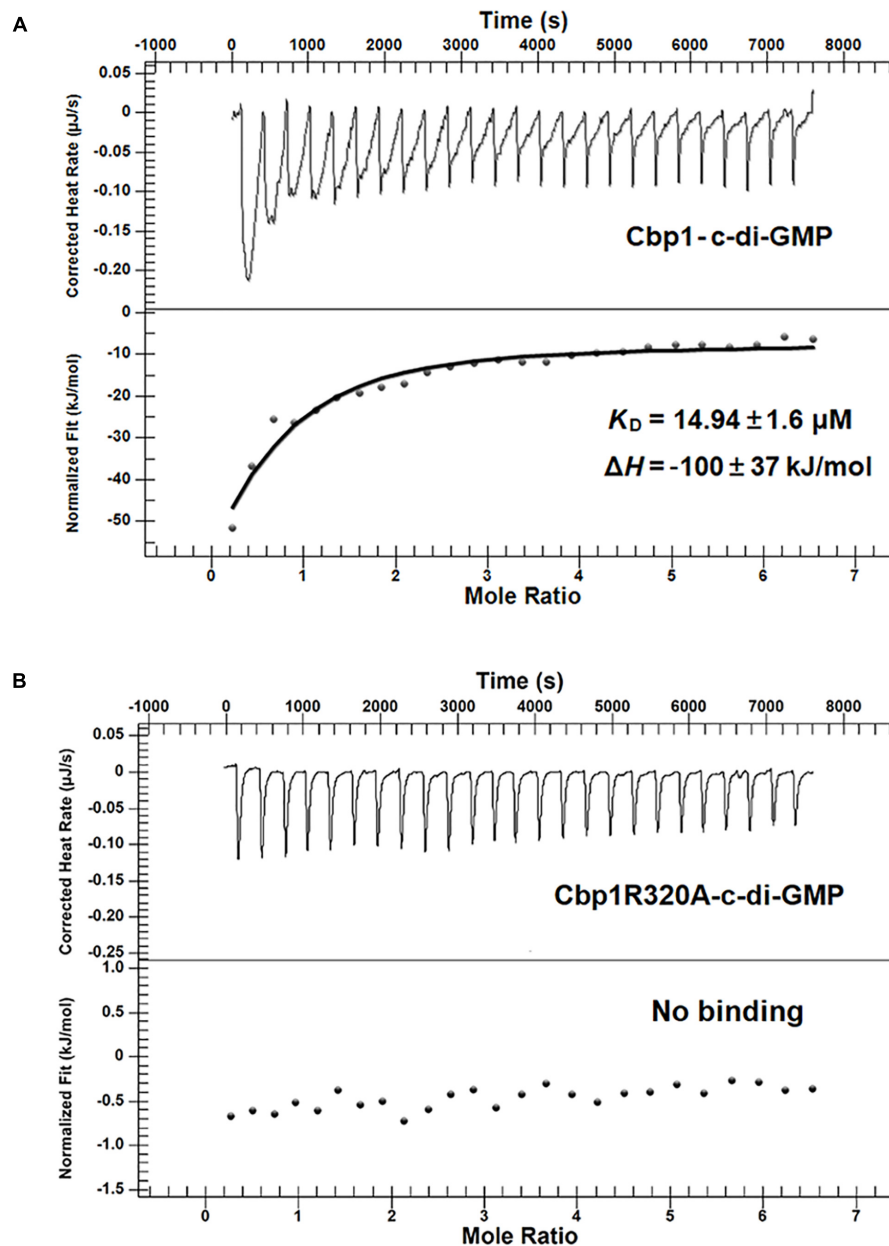 A
Time (s)
-1000 0 1000 2000 3000 4000 5000 6000 7000 8000
Corrected Heat Rate (µJ/s)
0.05
0
-0.05
-0.10
-0.15
-0.20
Cbp1-c-di-GMP
Normalized Fit (kJ/mol)
0
-10
-20
-30
-40
-50
KD = 14.94 ± 1.6 µM
ΔH = -100 ± 37 kJ/mol
0 1 2 3 4 5 6 7
Mole Ratio
B
Time (s)
-1000 0 1000 2000 3000 4000 5000 6000 7000 8000
Corrected Heat Rate (µJ/s)
0.05
0
-0.05
-0.10
-0.15
-0.20
-0.25
Cbp1R320A-c-di-GMP
Normalized Fit (kJ/mol)
1.0
0.5
0
-0.5
-1.0
-1.5
No binding
0 1 2 3 4 5 6 7
Mole Ratio